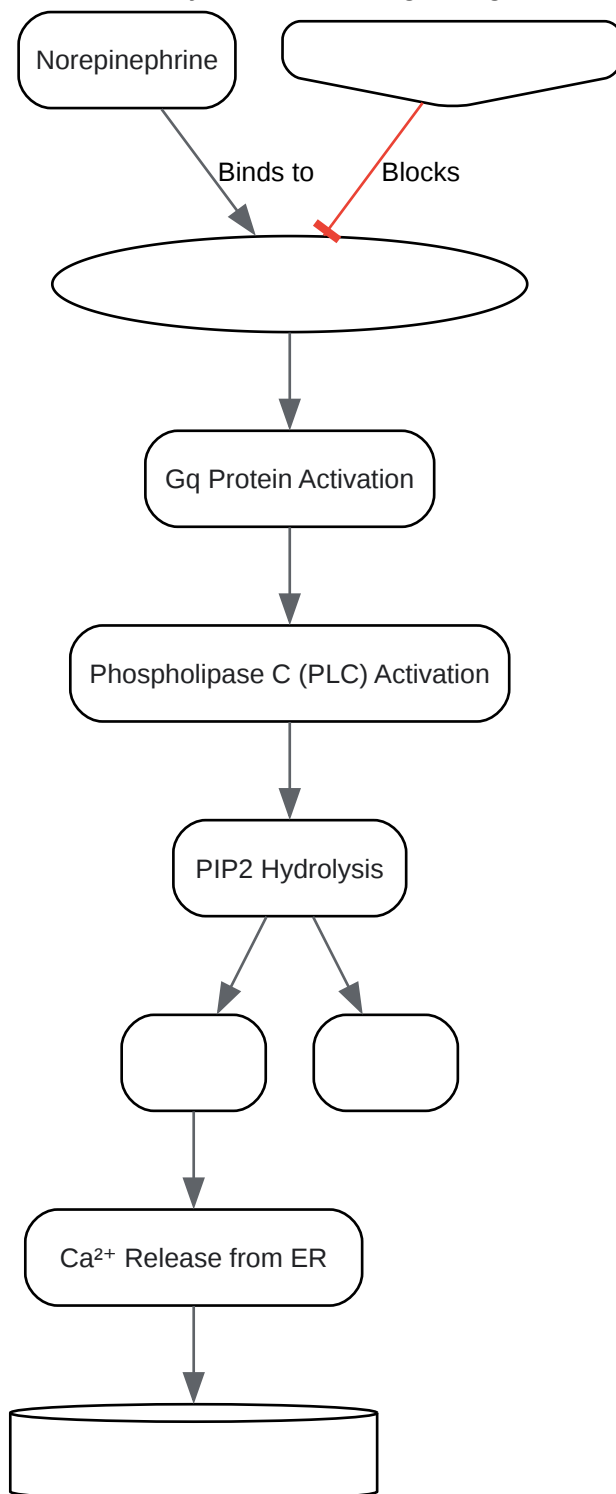 Norepinephrine
Binds to
Blocks
Gq Protein Activation
Phospholipase C (PLC) Activation
PIP2 Hydrolysis
Ca²⁺ Release from ER